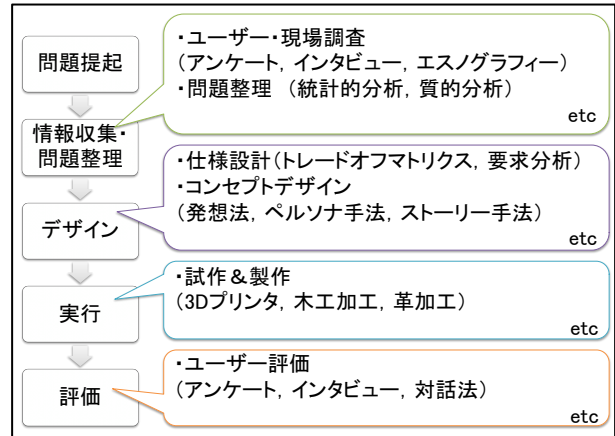 問題提起
・ユーザー・現場調査
(アンケート, インタビュー, エスノグラフィー)
・問題整理 (統計的分析, 質的分析)
etc
情報収集・
問題整理
・仕様設計(トレードオフマトリクス, 要求分析)
・コンセプトデザイン
(発想法, ペルソナ手法, ストーリー手法)
etc
デザイン
・試作&製作
(3Dプリンタ, 木工加工, 革加工)
etc
実行
・ユーザー評価
(アンケート, インタビュー, 対話法)
etc
評価